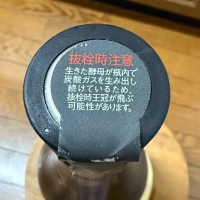 抜栓時注意
生きた酵母が瓶内で
炭酸ガスを生み出し
続けているため、
抜栓時王冠が飛ぶ
可能性があります。